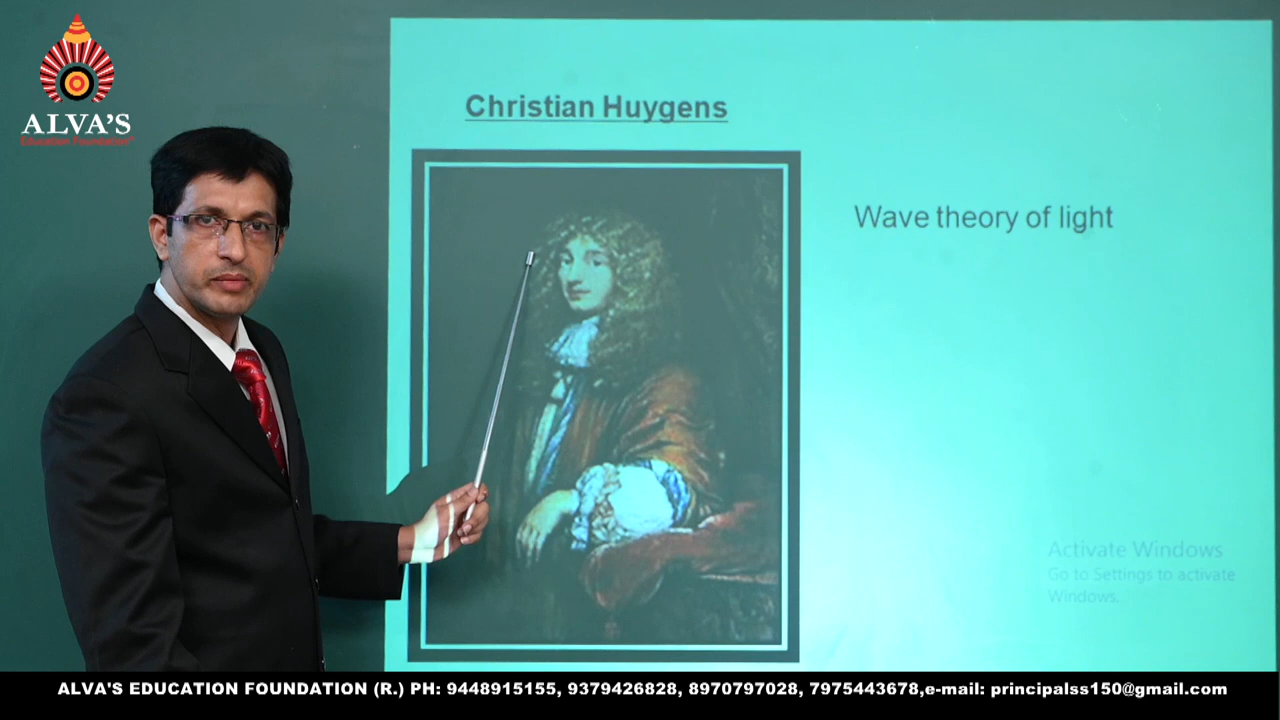 ALVA'S
Education Foundation
Christian Huygens
Wave theory of light
Activate Windows
Go to Settings to activate
Windows.
ALVA'S EDUCATION FOUNDATION (R.) PH: 9448915155, 9379426828, 8970797028, 7975443678,e-mail: principalss150@gmail.com